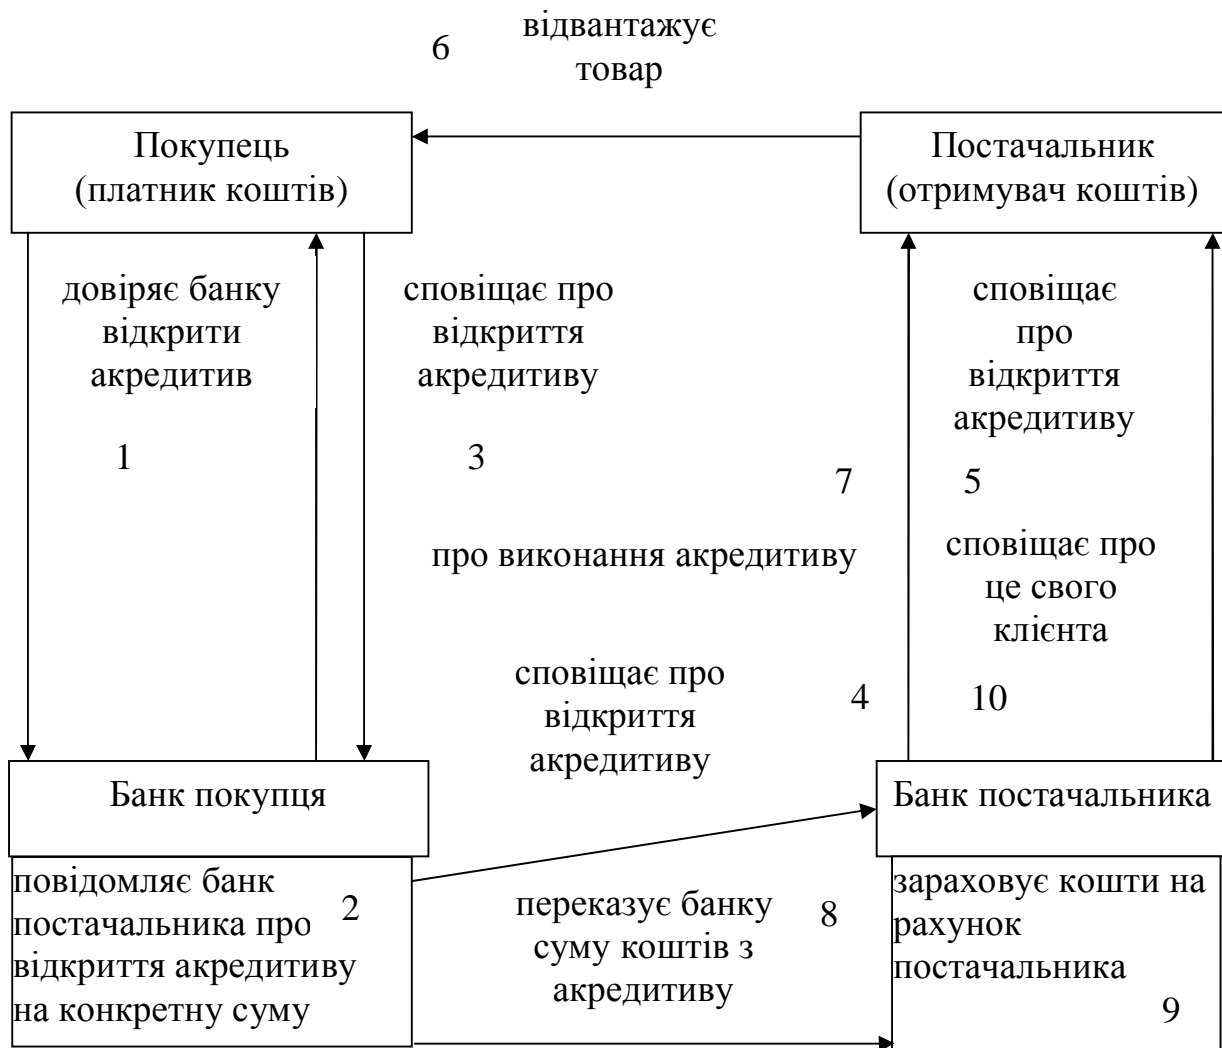 6
відвантажує
товар
Покупець
(платник коштів)
Постачальник
(отримувач коштів)
довіряє банку
відкрити
акредитив
1
сповіщає про
відкриття
акредитиву
3
сповіщає
про
відкриття
акредитиву
7
5
про виконання акредитиву
сповіщає про
це свого
клієнта
сповіщає про
відкриття
акредитиву
4
10
Банк покупця
Банк постачальника
повідомляє банк
постачальника про
відкриття акредитиву
на конкретну суму
2
переказує банку
суму коштів з
акредитиву
8
зараховує кошти на
рахунок
постачальника
9